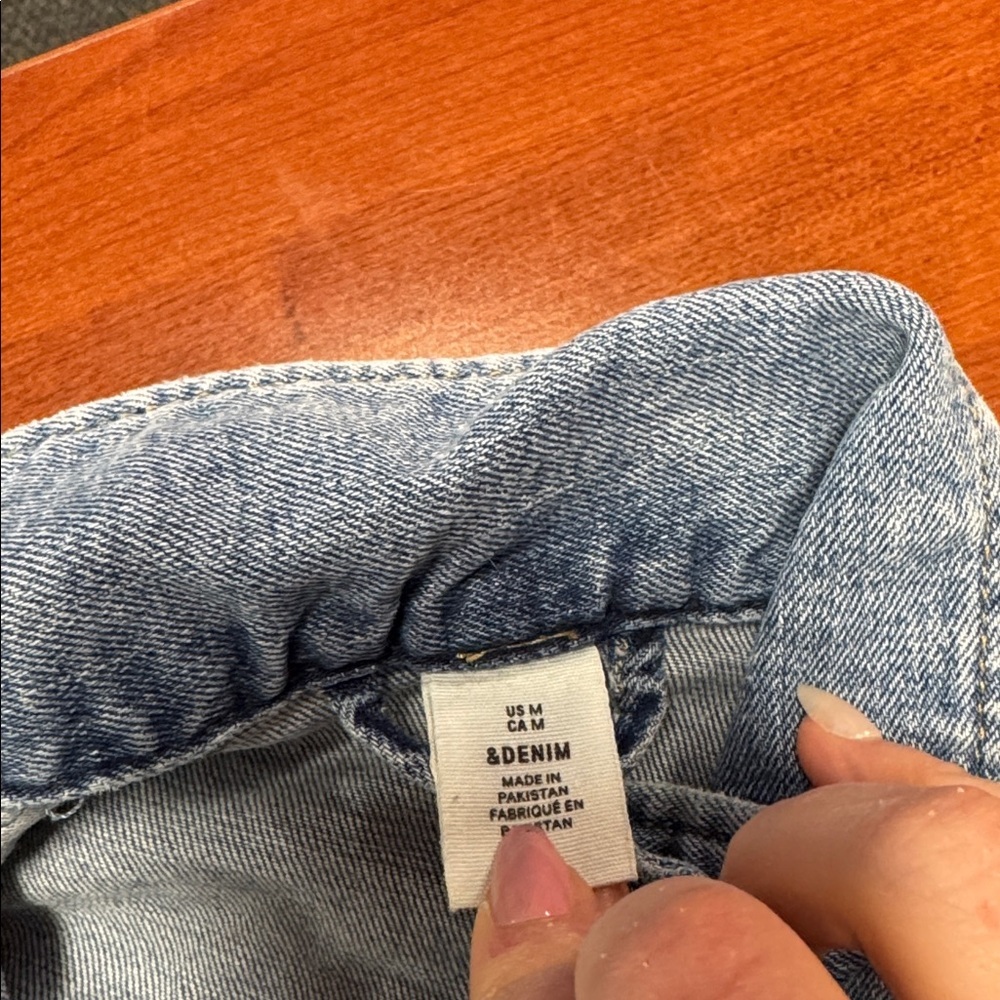 US M
CA M
&DENIM
MADE IN
PAKISTAN
FABRIQUÉ EN